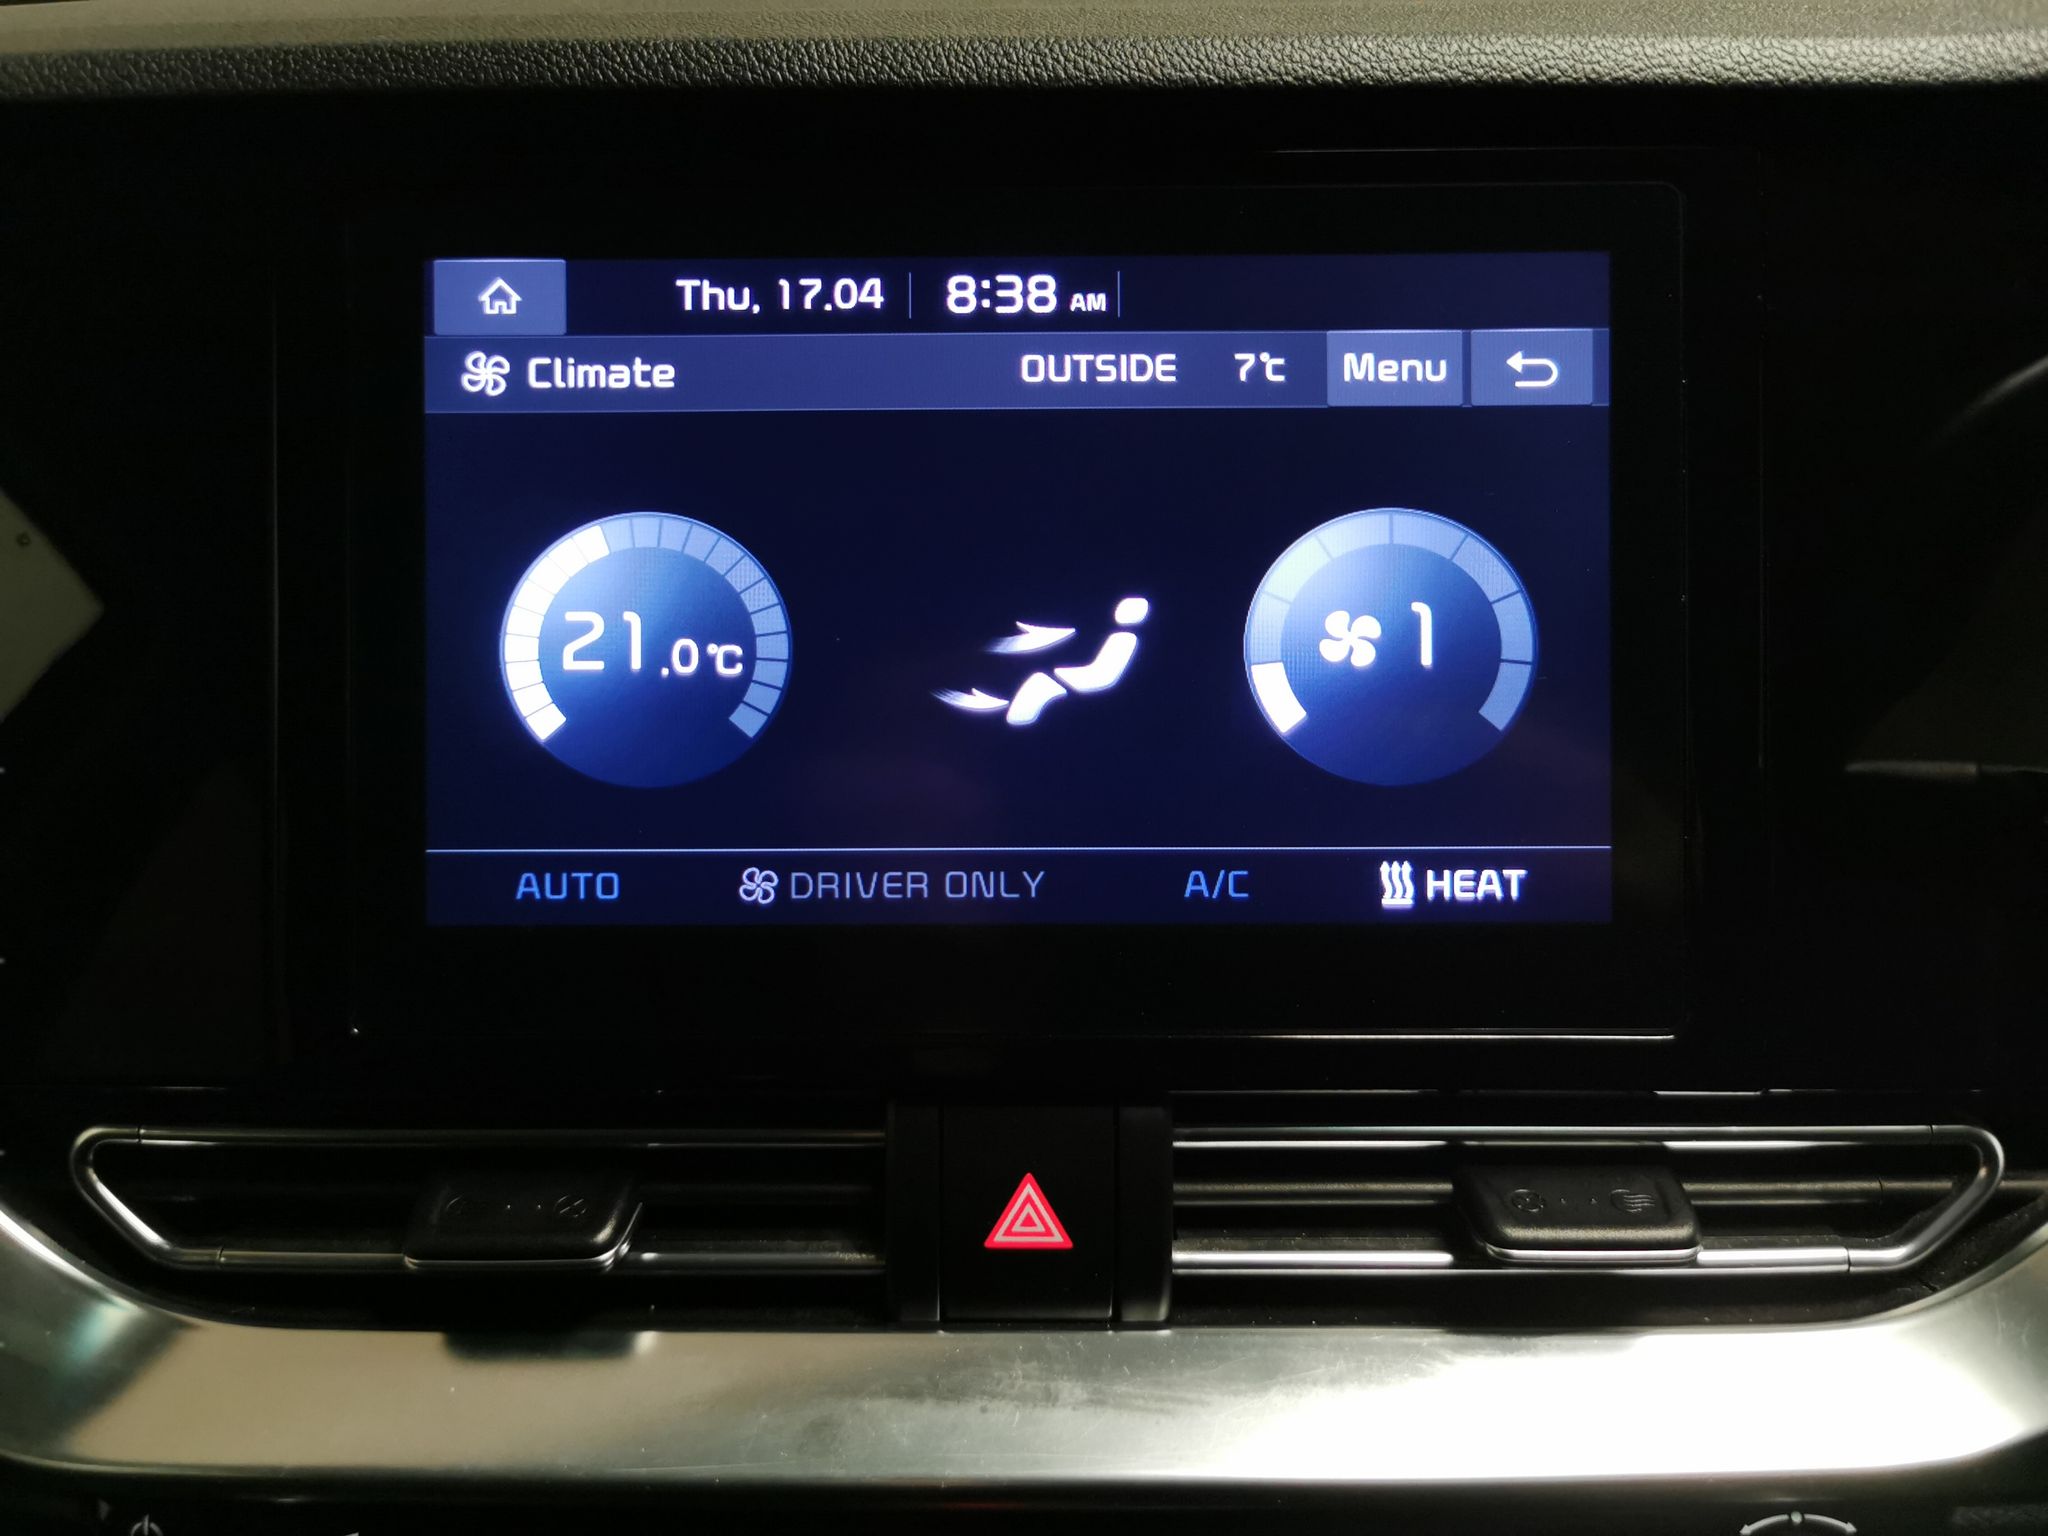 Thu, 17.04 8:38 AM
Climate OUTSIDE 7℃ Menu
21.0℃ 1
AUTO DRIVER ONLY A/C HEAT